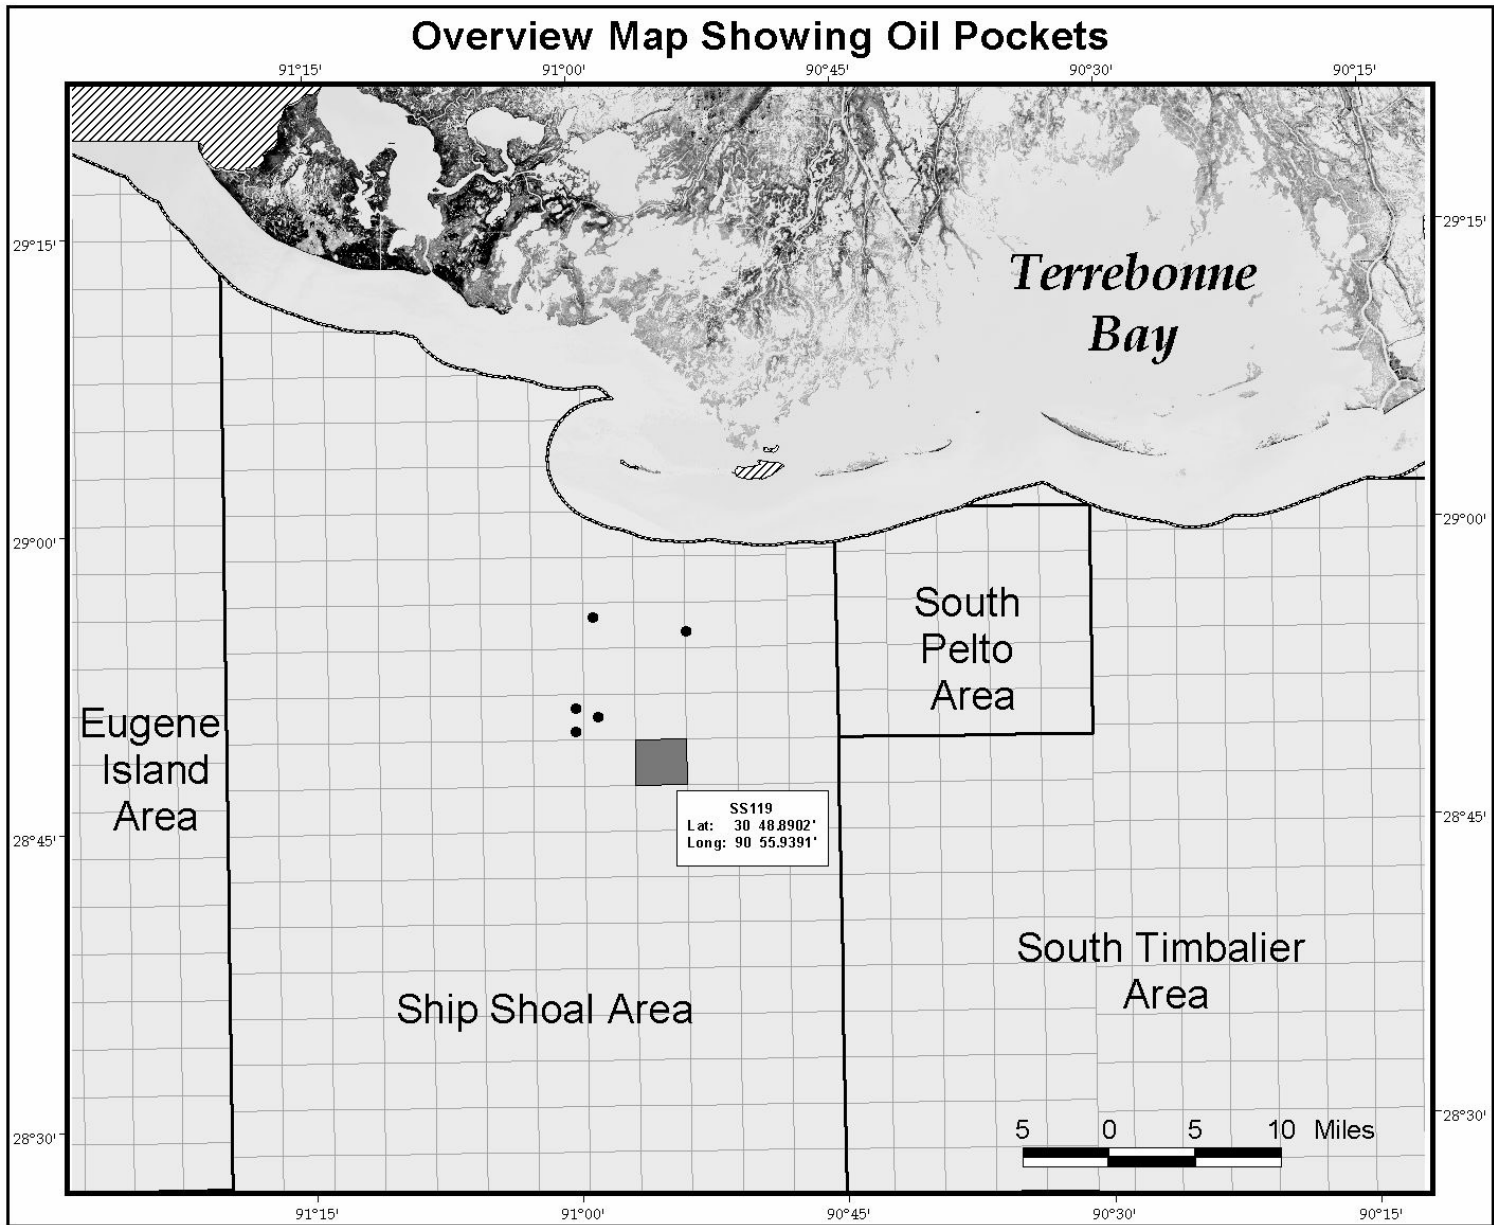 Overview Map Showing Oil Pockets
91°15' 91°00' 90°45' 90°30' 90°15'
29°15' 29°15'
Terrebonne
Bay
29°00' 29°00'
South
Pelto
Area
Eugene
Island
Area
SS119
Lat: 30 48.8902'
Long: 90 55.9391'
28°45' 28°45'
South Timbalier
Area
Ship Shoal Area
5 0 5 10 Miles
28°30' 28°30'
91°15' 91°00' 90°45' 90°30' 90°15'